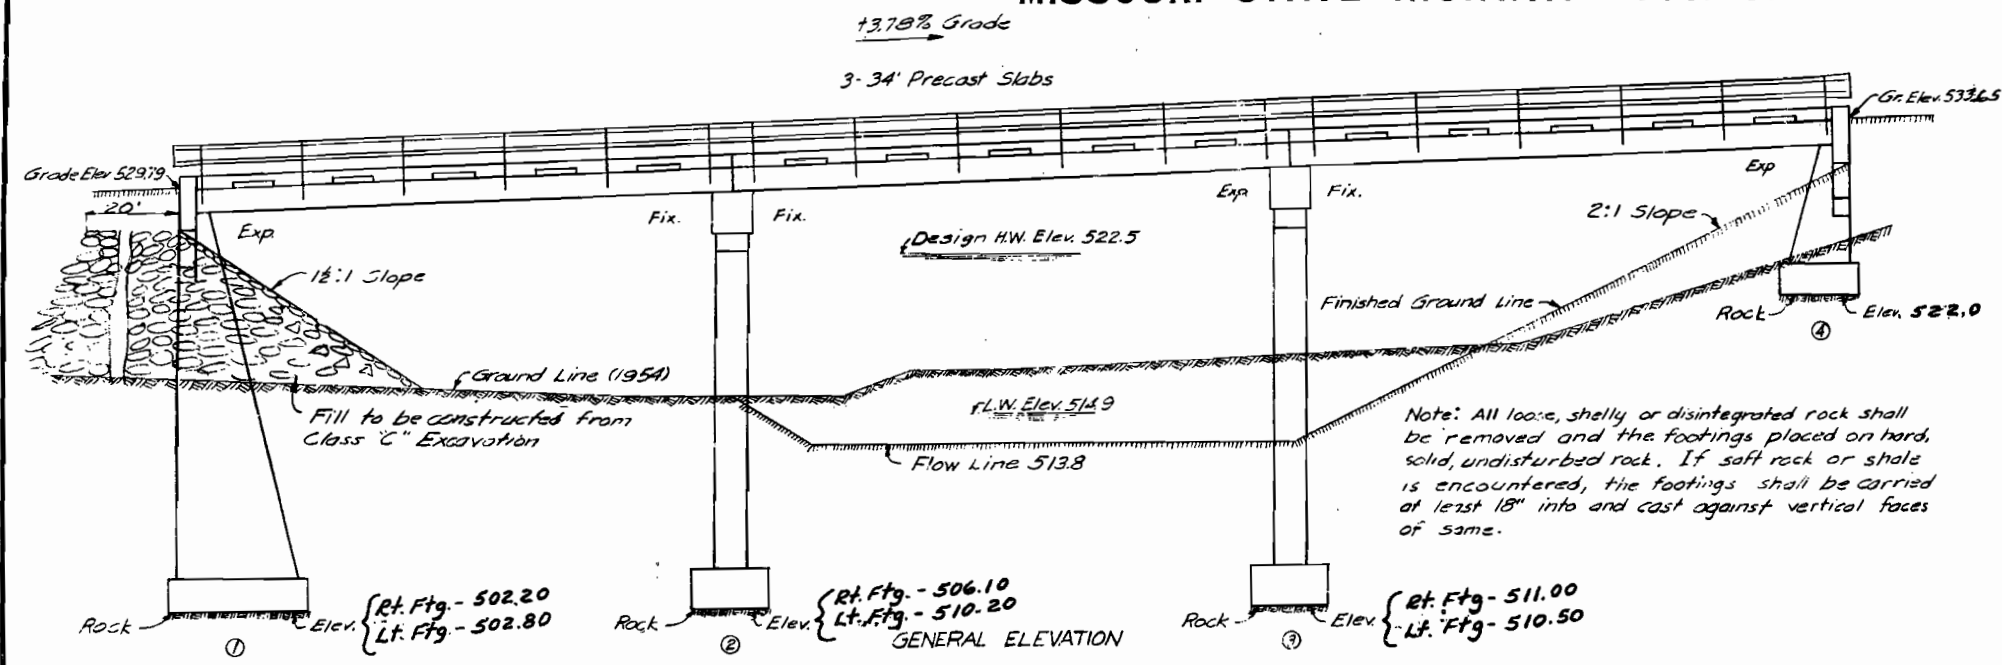 +3.78% Grade
3-34' Precast Slabs
Gr. Elev. 533.65
Grade Elev 529.79
20'
Exp.
Fix.
Fix.
Exp.
Fix.
Exp
Design H.W. Elev. 522.5
2:1 Slope
1½:1 Slope
Finished Ground Line
Rock
Elev. 522.0
④
Ground Line (1954)
L.W. Elev. 514.9
Fill to be constructed from
Class "C" Excavation
Flow Line 513.8
Note: All loose, shelly or disintegrated rock shall
be removed and the footings placed on hard,
solid, undisturbed rock. If soft rock or shale
is encountered, the footings shall be carried
at least 18" into and cast against vertical faces
of same.
Rock
Elev.
Rt. Ftg. - 502.20
Lt. Ftg. - 502.80
①
Rock
Elev.
Rt. Ftg. - 506.10
Lt. Ftg. - 510.20
②
GENERAL ELEVATION
Rock
Elev.
Rt. Ftg - 511.00
Lt. Ftg - 510.50
③